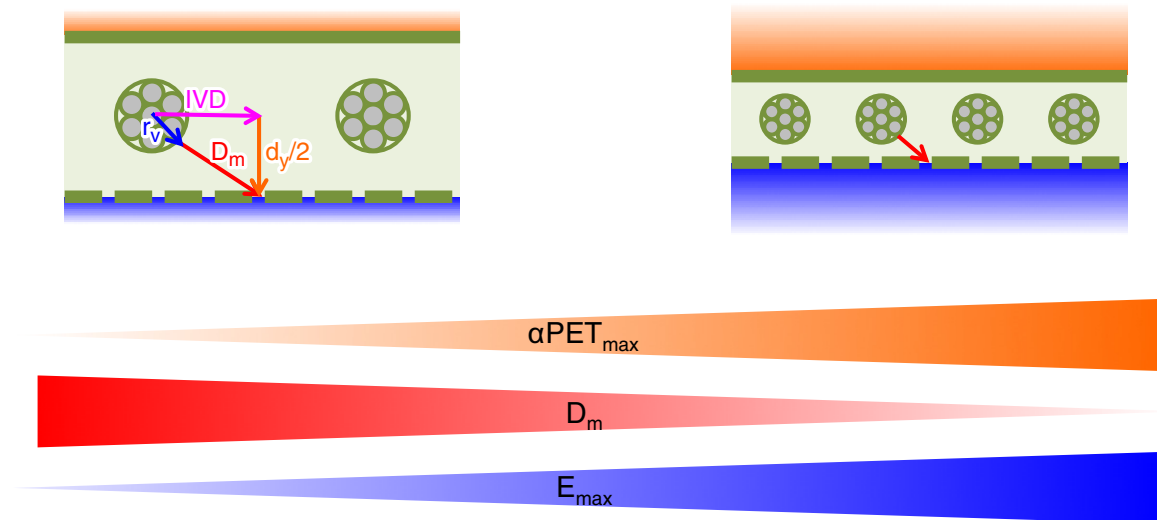 IVD
r_v
D_m
d_y/2
αPET_max
D_m
E_max